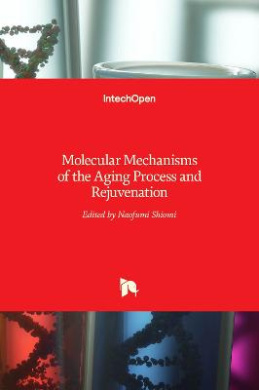 IntechOpen
Molecular Mechanisms
of the Aging Process and
Rejuvenation
Edited by Naofumi Shiomi